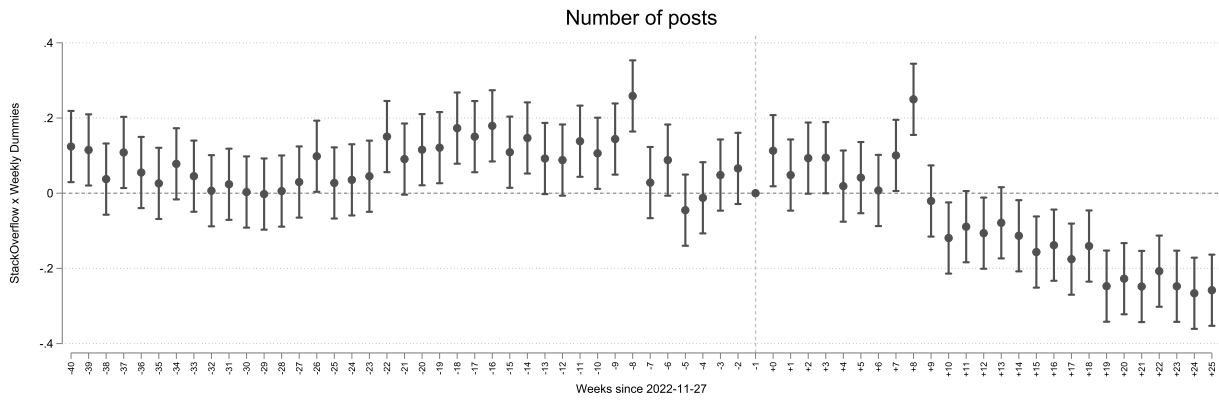 Number of posts
StackOverflow x Weekly Dummies
.4
.2
0
-.2
-.4
-40 -39 -38 -37 -36 -35 -34 -33 -32 -31 -30 -29 -28 -27 -26 -25 -24 -23 -22 -21 -20 -19 -18 -17 -16 -15 -14 -13 -12 -11 -10 -9 -8 -7 -6 -5 -4 -3 -2 -1 +0 +1 +2 +3 +4 +5 +6 +7 +8 +9 +10 +11 +12 +13 +14 +15 +16 +17 +18 +19 +20 +21 +22 +23 +24 +25
Weeks since 2022-11-27